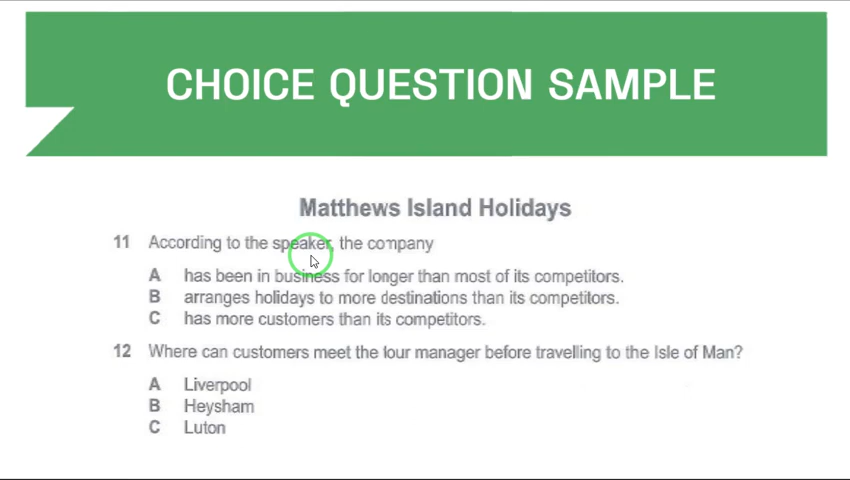 CHOICE QUESTION SAMPLE
Matthews Island Holidays
11 According to the speaker, the company
A has been in business for longer than most of its competitors.
B arranges holidays to more destinations than its competitors.
C has more customers than its competitors.
12 Where can customers meet the tour manager before travelling to the Isle of Man?
A Liverpool
B Heysham
C Luton